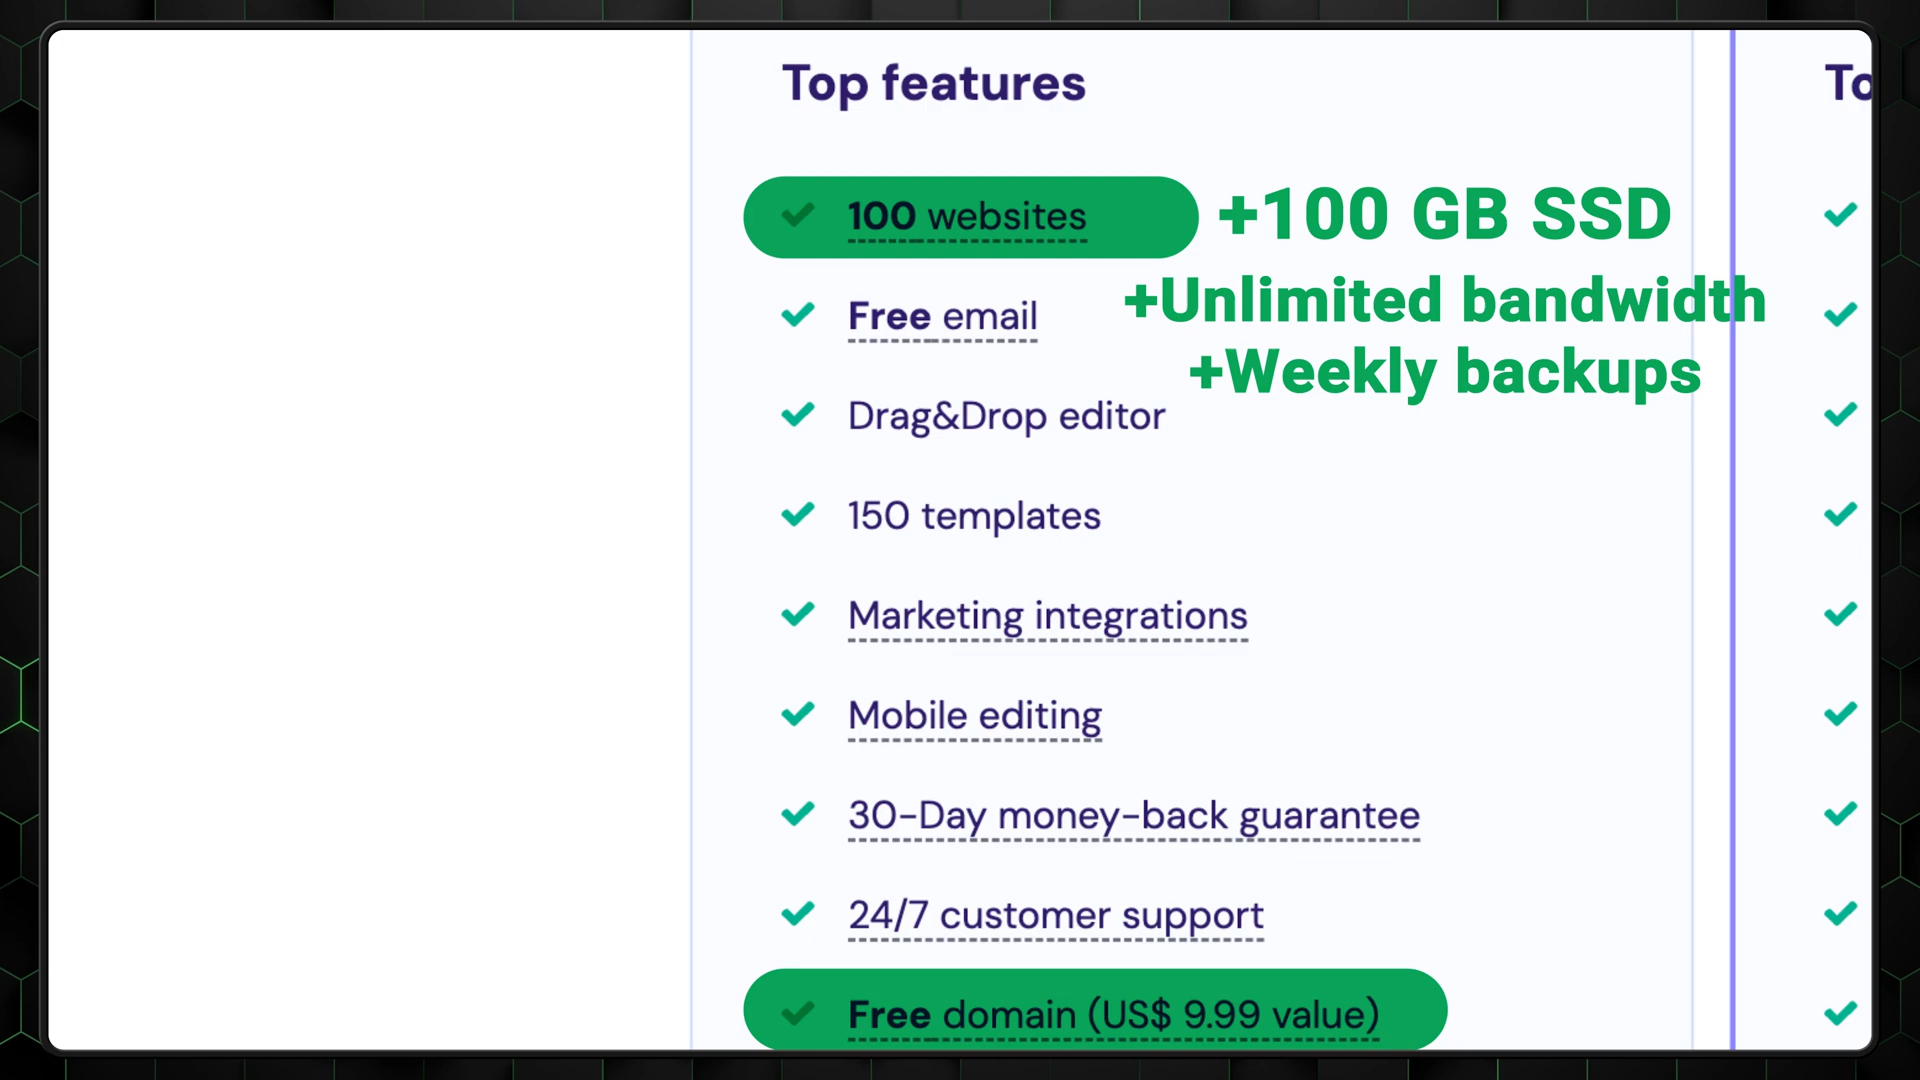 Top features
100 websites
+100 GB SSD
+Unlimited bandwidth
+Weekly backups
Free email
Drag&Drop editor
150 templates
Marketing integrations
Mobile editing
30-Day money-back guarantee
24/7 customer support
Free domain (US$ 9.99 value)
To